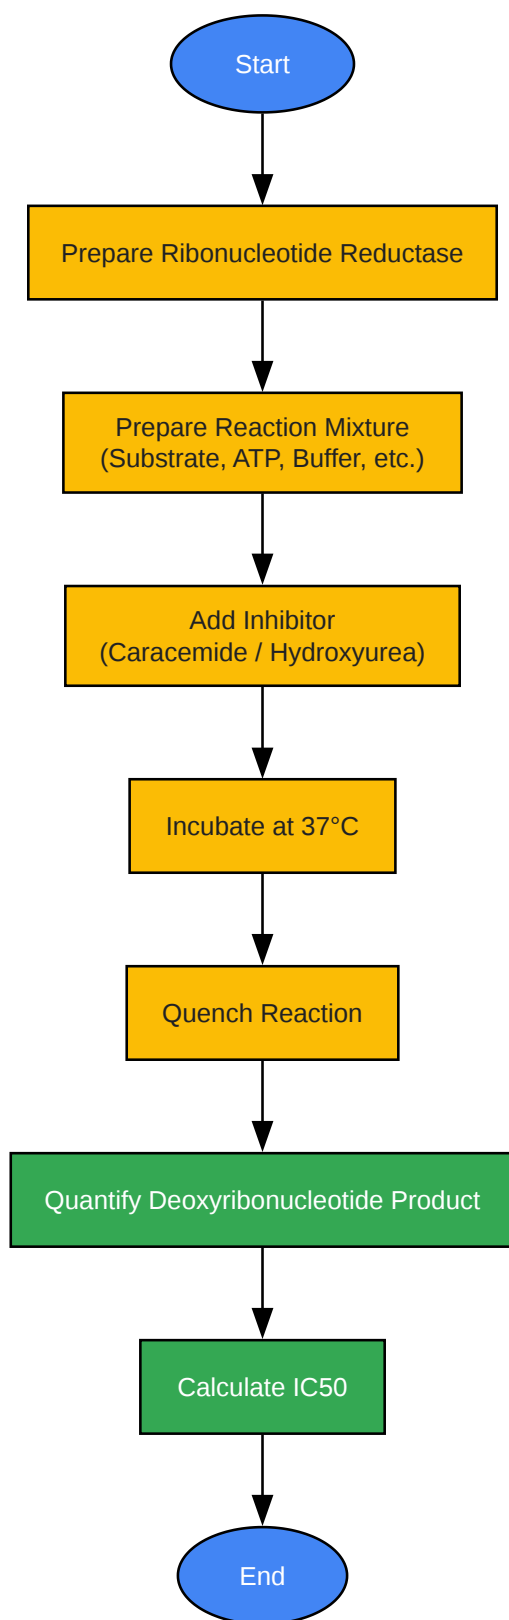 Start
Prepare Ribonucleotide Reductase
Prepare Reaction Mixture
(Substrate, ATP, Buffer, etc.)
Add Inhibitor
(Caracemide / Hydroxyurea)
Incubate at 37°C
Quench Reaction
Quantify Deoxyribonucleotide Product
Calculate IC50
End